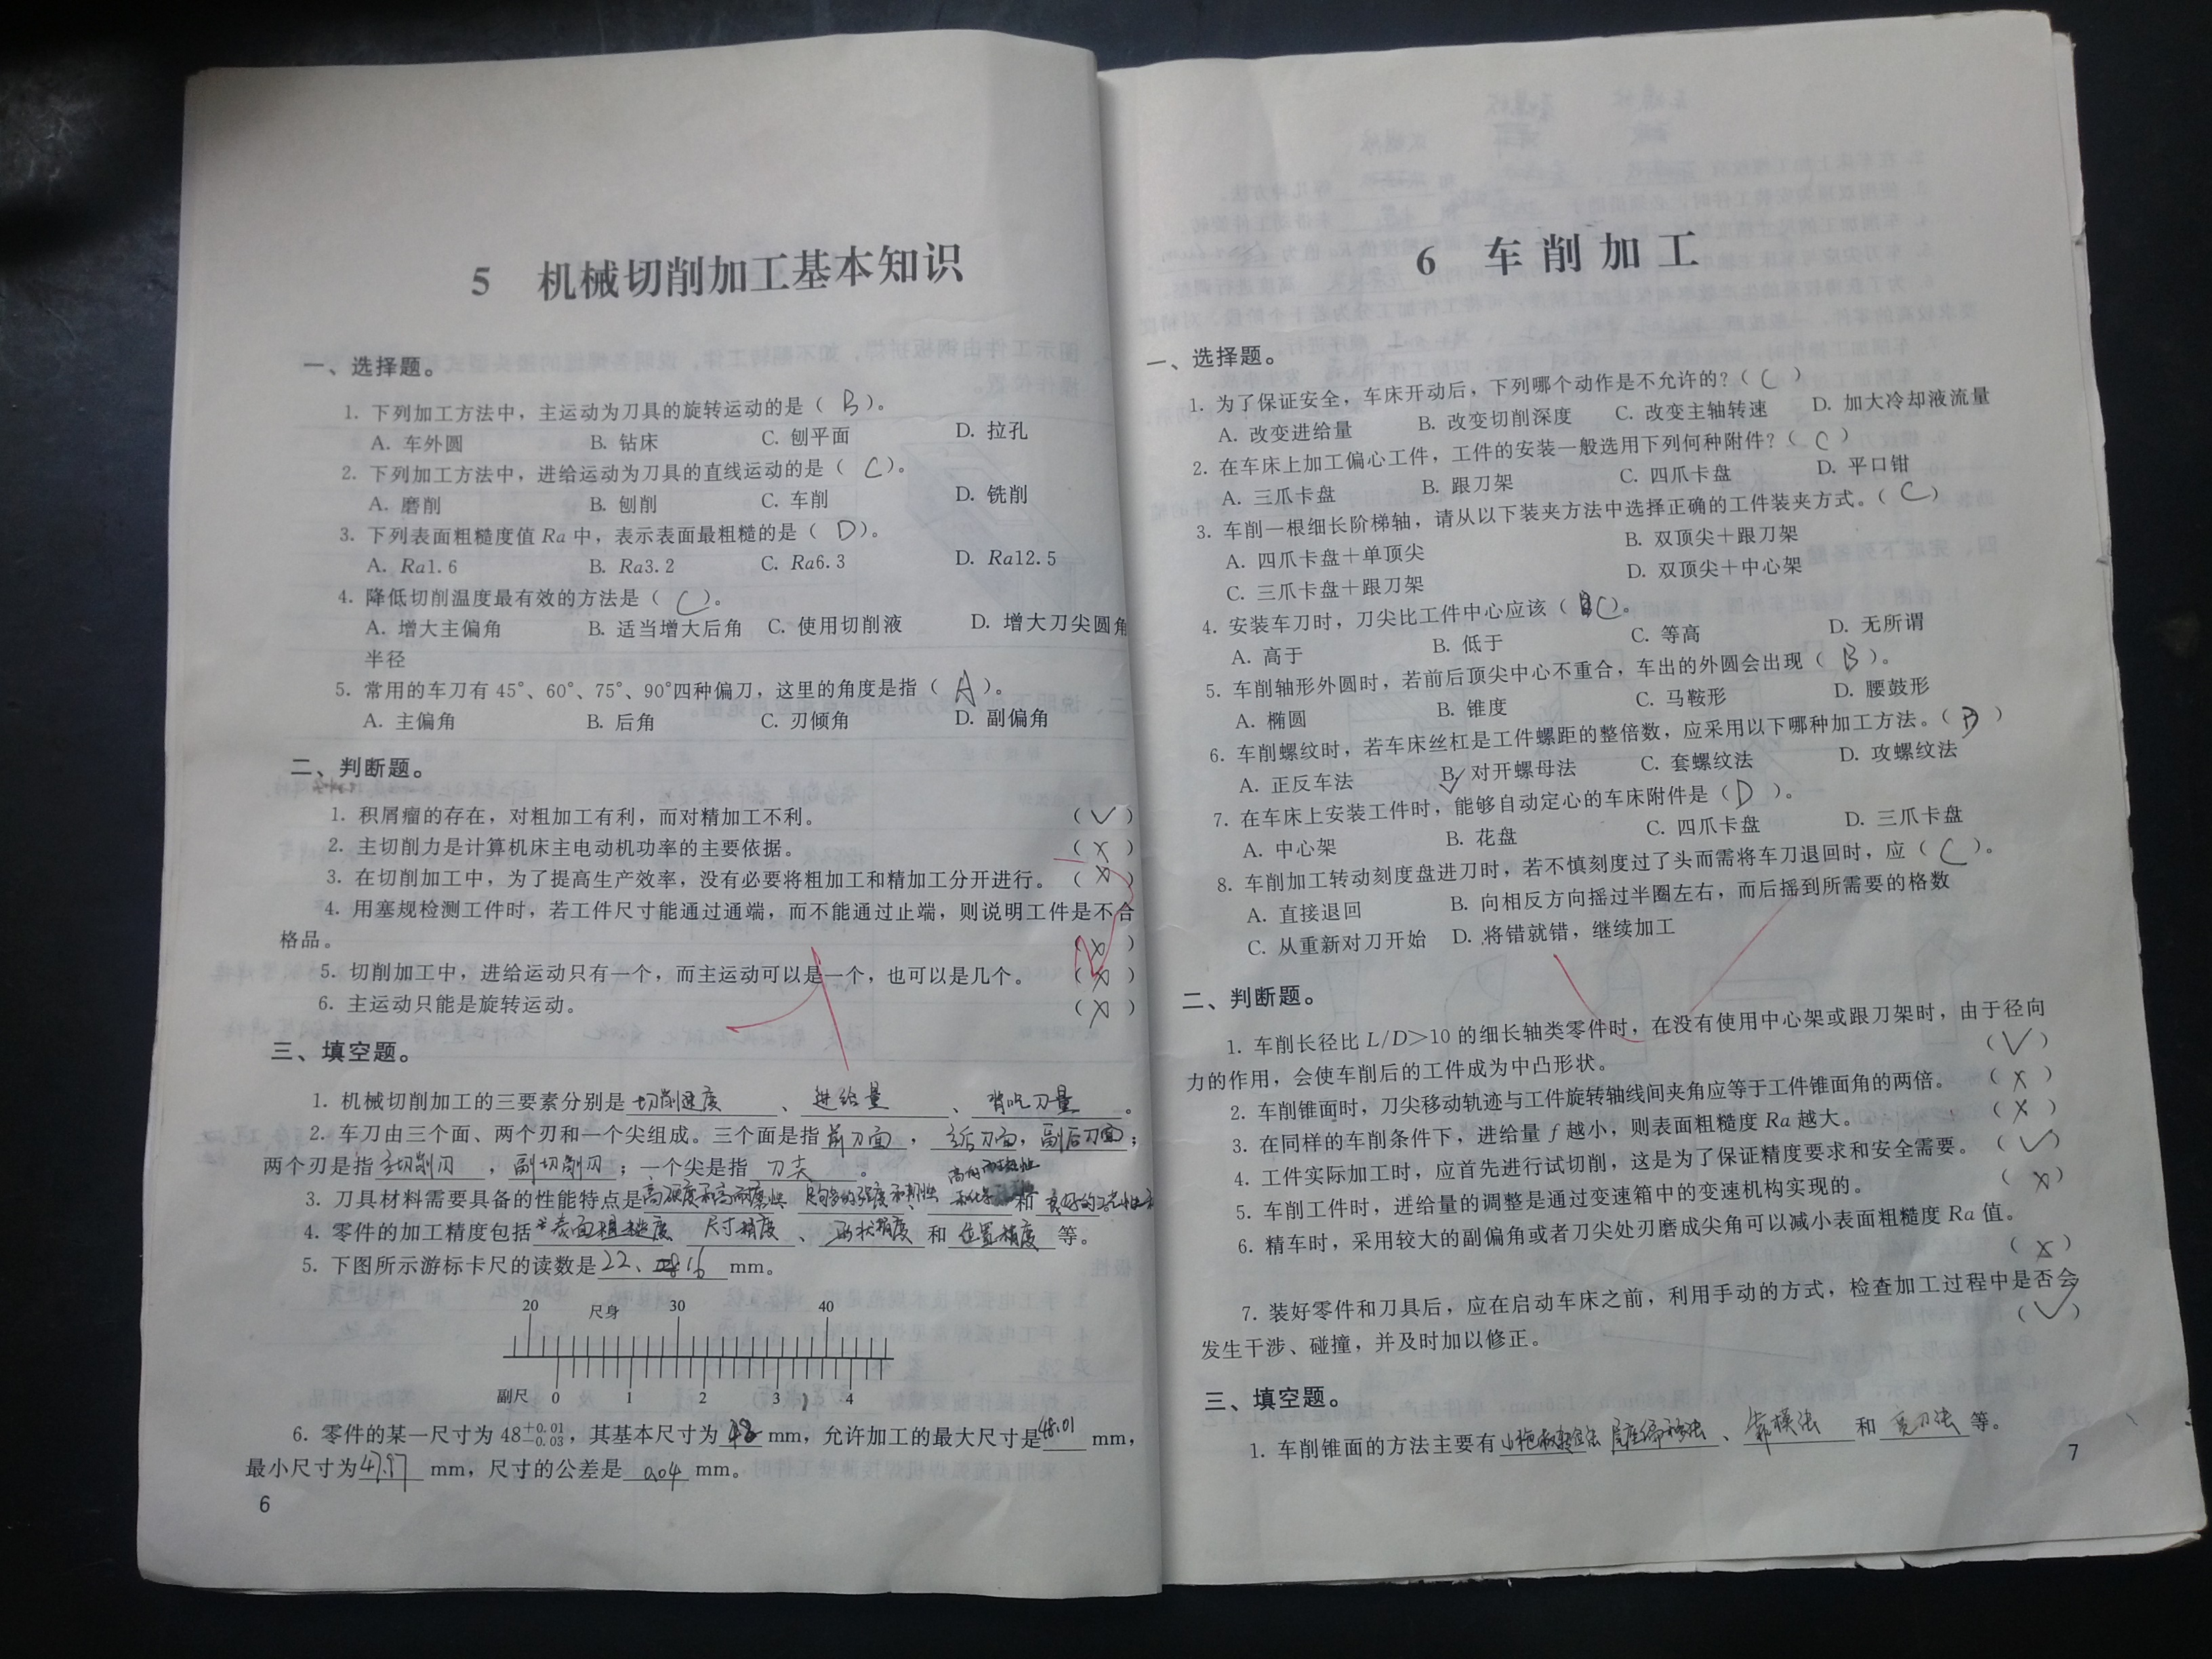 5 机械切削加工基本知识
一、选择题。
1. 下列加工方法中，主运动为刀具的旋转运动的是（ B ）。
A. 车外圆 B. 钻床 C. 刨平面 D. 拉孔
2. 下列加工方法中，进给运动为刀具的直线运动的是（ C ）。
A. 磨削 B. 刨削 C. 车削 D. 铣削
3. 下列表面粗糙度值 Ra 中，表示表面最粗糙的是（ D ）。
A. Ra1.6 B. Ra3.2 C. Ra6.3 D. Ra12.5
4. 降低切削温度最有效的方法是（ C ）。
A. 增大主偏角 B. 适当增大后角 C. 使用切削液 D. 增大刀尖圆角
半径
5. 常用的车刀有 45°、60°、75°、90°四种偏刀，这里的角度是指（ A ）。
A. 主偏角 B. 后角 C. 刃倾角 D. 副偏角
二、判断题。
1. 积屑瘤的存在，对粗加工有利，而对精加工不利。 （ √ ）
2. 主切削力是计算机床主电动机功率的主要依据。 （ × ）
3. 在切削加工中，为了提高生产效率，没有必要将粗加工和精加工分开进行。 （ × ）
4. 用塞规检测工件时，若工件尺寸能通过通端，而不能通过止端，则说明工件是不合
格品。 （ × ）
5. 切削加工中，进给运动只有一个，而主运动可以是一个，也可以是几个。 （ × ）
6. 主运动只能是旋转运动。 （ × ）
三、填空题。
1. 机械切削加工的三要素分别是 切削速度 、 进给量 、 背吃刀量 。
2. 车刀由三个面、两个刃和一个尖组成。三个面是指 前刀面 ， 主后刀面 ， 副后刀面 ；
两个刃是指 主切削刃 ， 副切削刃 ；一个尖是指 刀尖 。
3. 刀具材料需要具备的性能特点是 高硬度和高耐磨性 足够的强度和韧性 高的耐热性 和
4. 零件的加工精度包括 表面粗糙度 尺寸精度 、 形状精度 和 位置精度 等。
5. 下图所示游标卡尺的读数是 22、 16 mm。
20 尺身 30 40
副尺 0 1 2 3 4
6. 零件的某一尺寸为 48+0.01−0.03，其基本尺寸为 48 mm，允许加工的最大尺寸是 48.01 mm，
最小尺寸为 47.97 mm，尺寸的公差是 0.04 mm。
6
6 车削加工
一、选择题。
1. 为了保证安全，车床开动后，下列哪个动作是不允许的？（ C ）
A. 改变进给量 B. 改变切削深度 C. 改变主轴转速 D. 加大冷却液流量
2. 在车床上加工偏心工件，工件的安装一般选用下列何种附件？（ C ）
A. 三爪卡盘 B. 跟刀架 C. 四爪卡盘 D. 平口钳
3. 车削一根细长阶梯轴，请从以下装夹方法中选择正确的工件装夹方式。（ C ）
A. 四爪卡盘＋单顶尖 B. 双顶尖＋跟刀架
C. 三爪卡盘＋跟刀架 D. 双顶尖＋中心架
4. 安装车刀时，刀尖比工件中心应该（ C ）。
A. 高于 B. 低于 C. 等高 D. 无所谓
5. 车削轴形外圆时，若前后顶尖中心不重合，车出的外圆会出现（ B ）。
A. 椭圆 B. 锥度 C. 马鞍形 D. 腰鼓形
6. 车削螺纹时，若车床丝杠是工件螺距的整倍数，应采用以下哪种加工方法。（ B ）
A. 正反车法 B. 对开螺母法 C. 套螺纹法 D. 攻螺纹法
7. 在车床上安装工件时，能够自动定心的车床附件是（ D ）。
A. 中心架 B. 花盘 C. 四爪卡盘 D. 三爪卡盘
8. 车削加工转动刻度盘进刀时，若不慎刻度过了头而需将车刀退回时，应（ C ）。
A. 直接退回 B. 向相反方向摇过半圈左右，而后摇到所需要的格数
C. 从重新对刀开始 D. 将错就错，继续加工
二、判断题。
1. 车削长径比 L/D>10 的细长轴类零件时，在没有使用中心架或跟刀架时，由于径向
力的作用，会使车削后的工件成为中凸形状。 （ √ ）
2. 车削锥面时，刀尖移动轨迹与工件旋转轴线间夹角应等于工件锥面角的两倍。 （ × ）
3. 在同样的车削条件下，进给量 f 越小，则表面粗糙度 Ra 越大。 （ × ）
4. 工件实际加工时，应首先进行试切削，这是为了保证精度要求和安全需要。 （ √ ）
5. 车削工件时，进给量的调整是通过变速箱中的变速机构实现的。 （ × ）
6. 精车时，采用较大的副偏角或者刀尖处刃磨成尖角可以减小表面粗糙度 Ra 值。
（ × ）
7. 装好零件和刀具后，应在启动车床之前，利用手动的方式，检查加工过程中是否会
发生干涉、碰撞，并及时加以修正。 （ √ ）
三、填空题。
1. 车削锥面的方法主要有 小拖板转位法 尾座偏移法 、 靠模法 和 宽刀法 等。
7